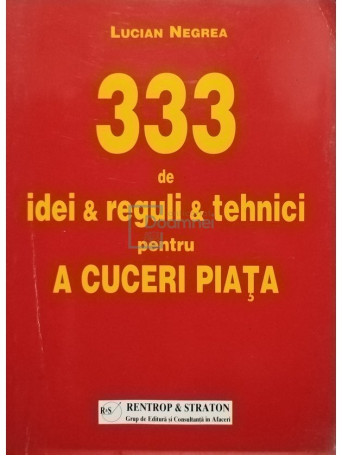 LUCIAN NEGREA
333
de
idei & reguli & tehnici
pentru
A CUCERI PIAȚA
R&S
RENTROP & STRATON
Grup de Editură și Consultanță în Afaceri